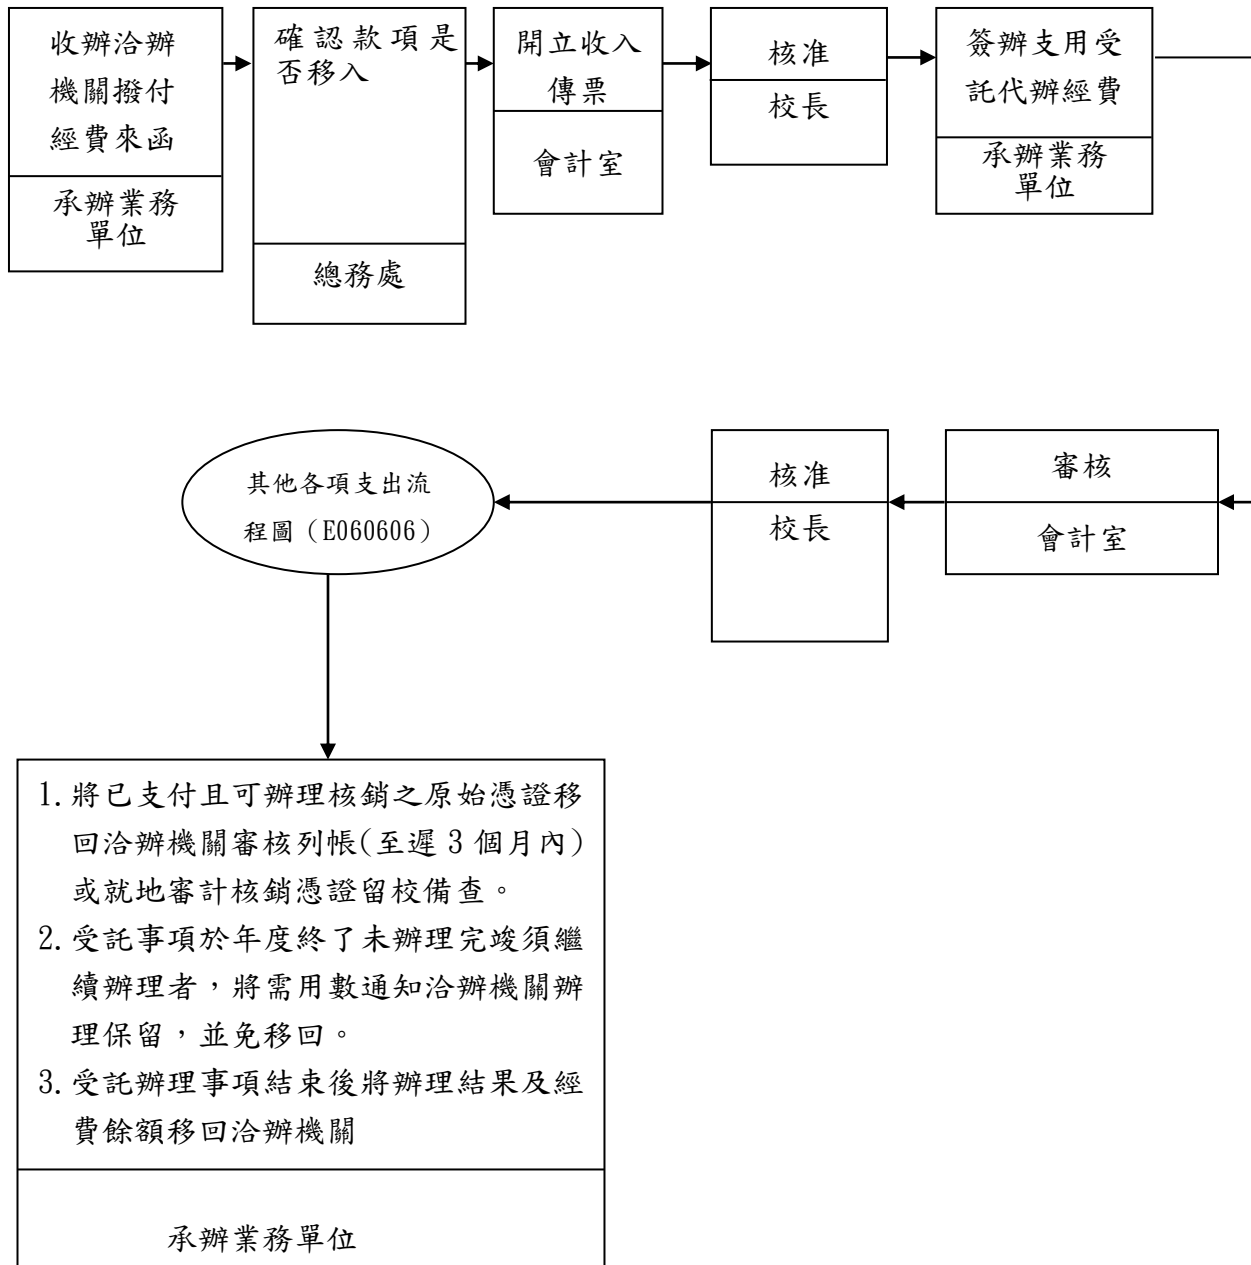 收辦洽辦
機關撥付
經費來函
承辦業務
單位
確認款項是
否移入
總務處
開立收入
傳票
會計室
核准
校長
簽辦支用受
託代辦經費
承辦業務
單位
審核
會計室
核准
校長
其他各項支出流
程圖（E060606）
1. 將已支付且可辦理核銷之原始憑證移
回洽辦機關審核列帳(至遲 3 個月內)
或就地審計核銷憑證留校備查。
2. 受託事項於年度終了未辦理完竣須繼
續辦理者，將需用數通知洽辦機關辦
理保留，並免移回。
3. 受託辦理事項結束後將辦理結果及經
費餘額移回洽辦機關
承辦業務單位